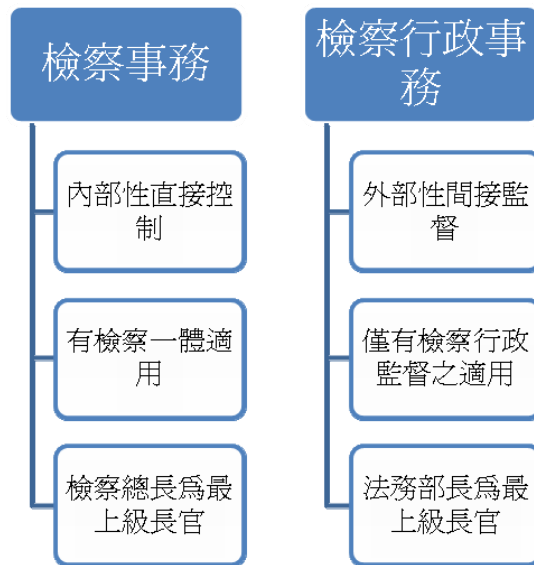 檢察事務
內部性直接控
制
有檢察一體適
用
檢察總長爲最
上級長官
檢察行政事
務
外部性間接監
督
僅有檢察行政
監督之適用
法務部長爲最
上級長官